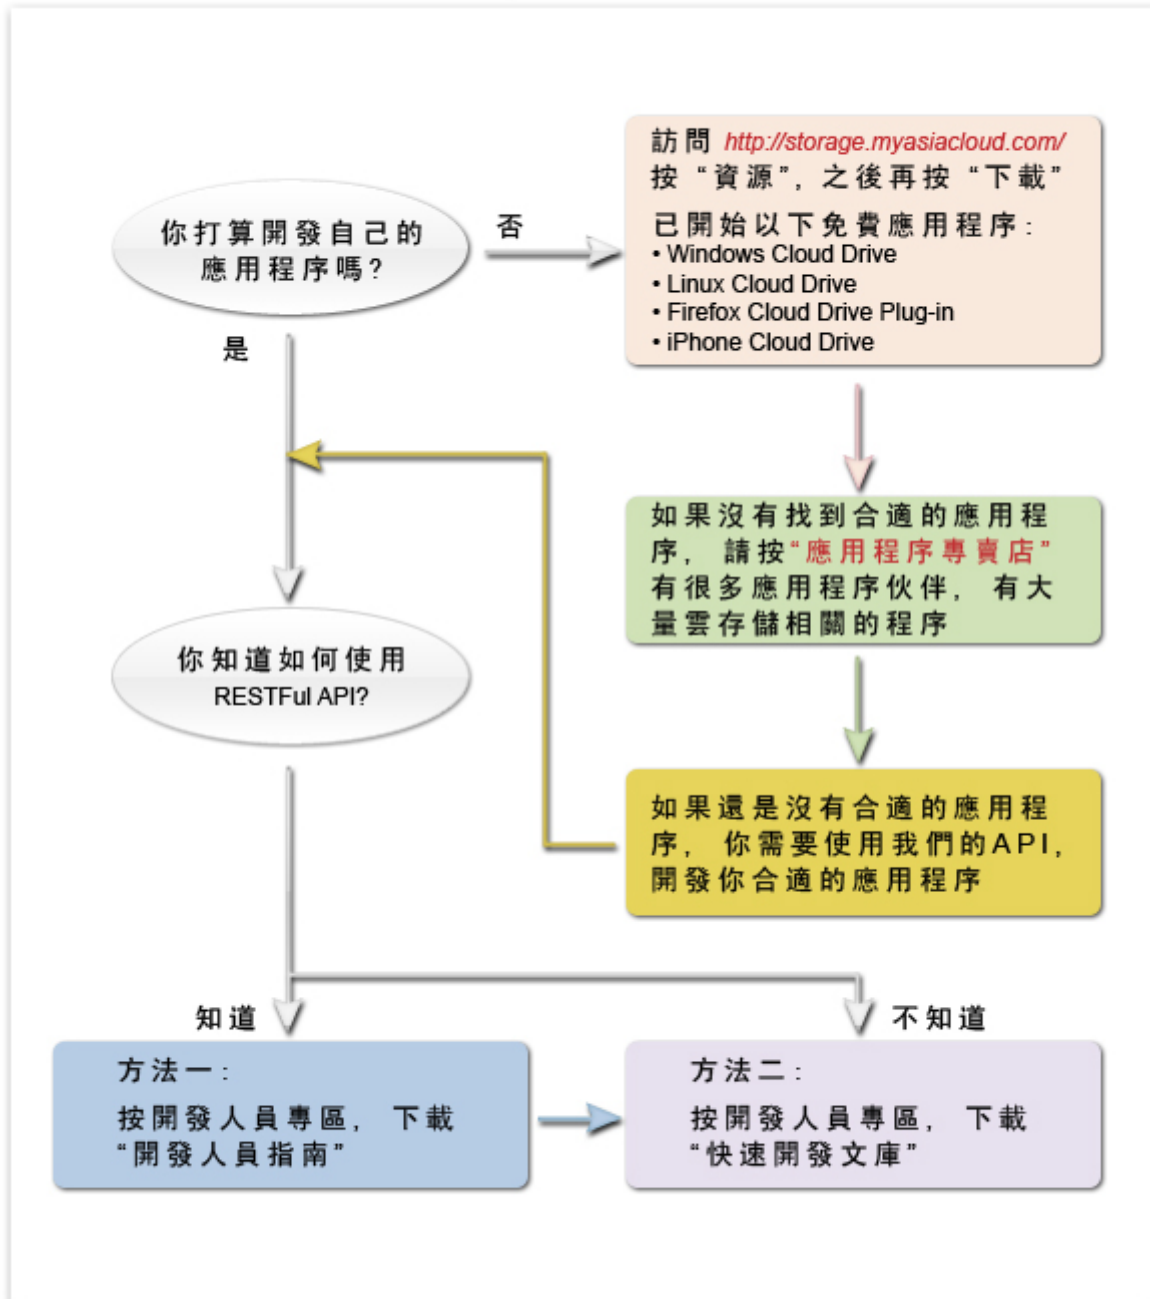 你打算開發自己的
應用程序嗎?
否
是
訪問 http://storage.myasiacloud.com/
按 “資源”, 之後再按 “下載”
已開始以下免費應用程序:
• Windows Cloud Drive
• Linux Cloud Drive
• Firefox Cloud Drive Plug-in
• iPhone Cloud Drive
如果沒有找到合適的應用程
序, 請按“應用程序專賣店”
有很多應用程序伙伴, 有大
量雲存儲相關的程序
你知道如何使用
RESTFul API?
如果還是沒有合適的應用程
序, 你需要使用我們的API,
開發你合適的應用程序
知道
不知道
方法一:
按開發人員專區, 下載
“開發人員指南”
方法二:
按開發人員專區, 下載
“快速開發文庫”